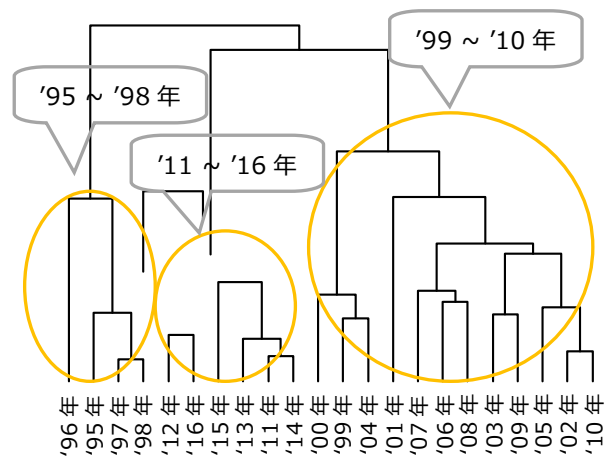 ’99 ~ ’10 年
’95 ~ ’98 年
’11 ~ ’16 年
‘96 年
‘95 年
‘97 年
‘98 年
‘12 年
‘16 年
‘15 年
‘13 年
‘11 年
‘14 年
‘00 年
‘99 年
‘04 年
‘01 年
‘07 年
‘06 年
‘08 年
‘03 年
‘09 年
‘05 年
‘02 年
‘10 年